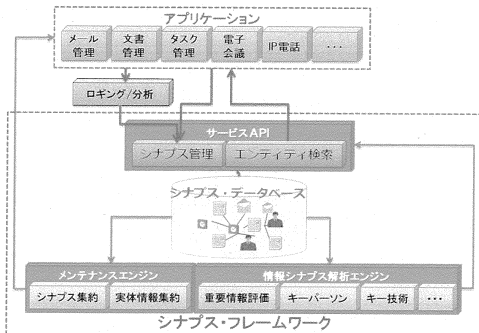 アプリケーション
メール
管理
文書
管理
タスク
管理
電子
会議
IP電話
・・・
ロギング/分析
サービスAPI
シナプス管理
エンティティ検索
シナプス・データベース
メンテナンスエンジン
情報シナプス解析エンジン
シナプス集約
実体情報集約
重要情報評価
キーパーソン
キー技術
・・・
シナプス・フレームワーク